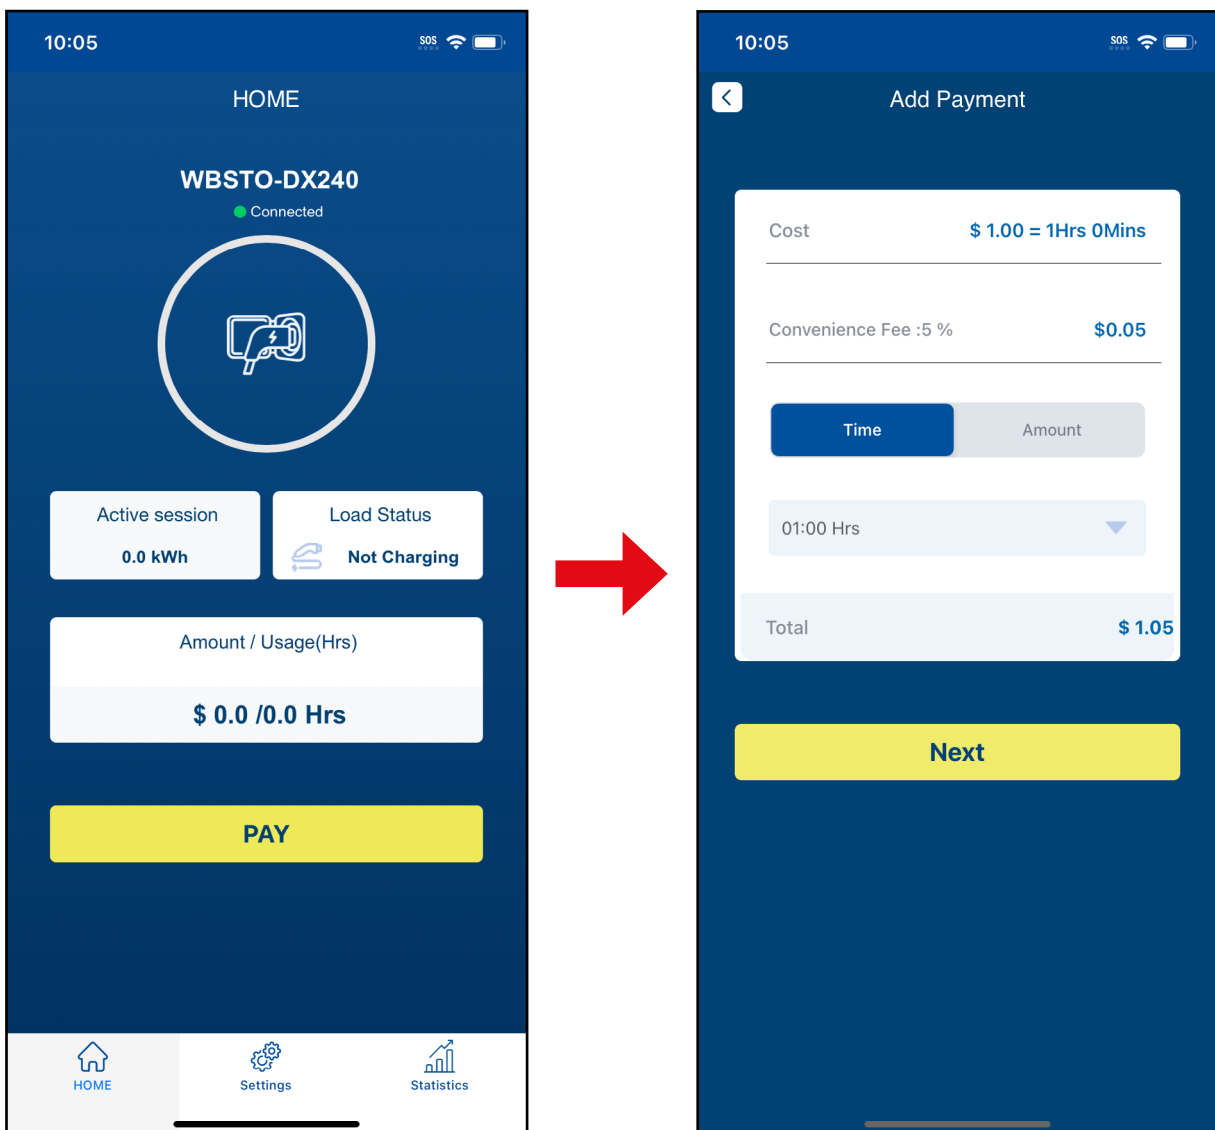 10:05
SOS
HOME
WBSTO-DX240
Connected
Active session
Load Status
0.0 kWh
Not Charging
Amount / Usage(Hrs)
$ 0.0 /0.0 Hrs
PAY
HOME
Settings
Statistics
10:05
SOS
Add Payment
Cost
$ 1.00 = 1Hrs 0Mins
Convenience Fee :5 %
$0.05
Time
Amount
01:00 Hrs
Total
$ 1.05
Next